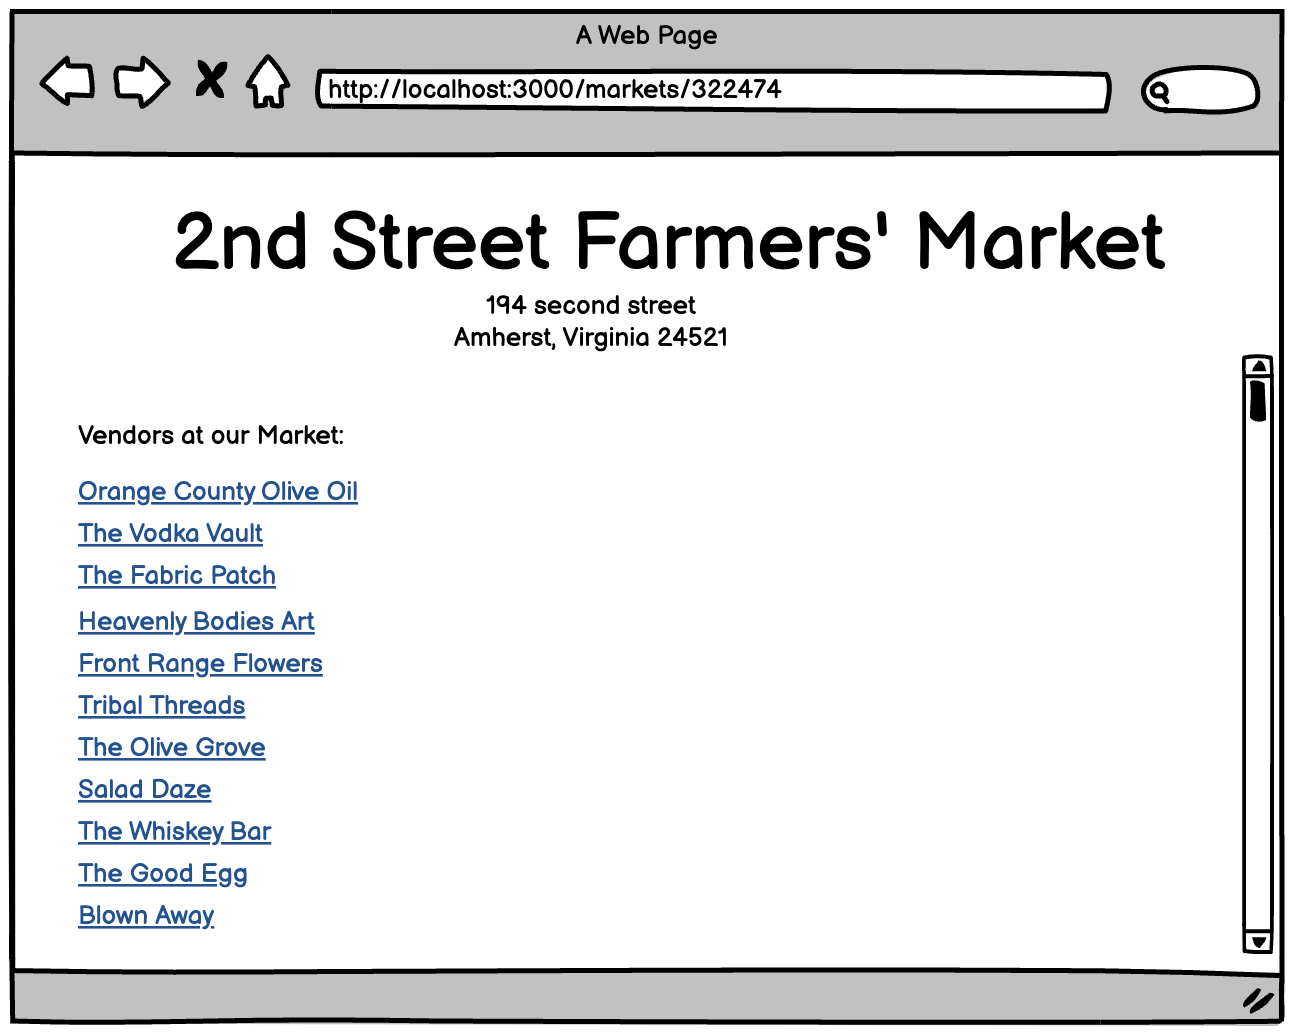 A Web Page
http://localhost:3000/markets/322474
2nd Street Farmers' Market
194 second street
Amherst, Virginia 24521
Vendors at our Market:
Orange County Olive Oil
The Vodka Vault
The Fabric Patch
Heavenly Bodies Art
Front Range Flowers
Tribal Threads
The Olive Grove
Salad Daze
The Whiskey Bar
The Good Egg
Blown Away